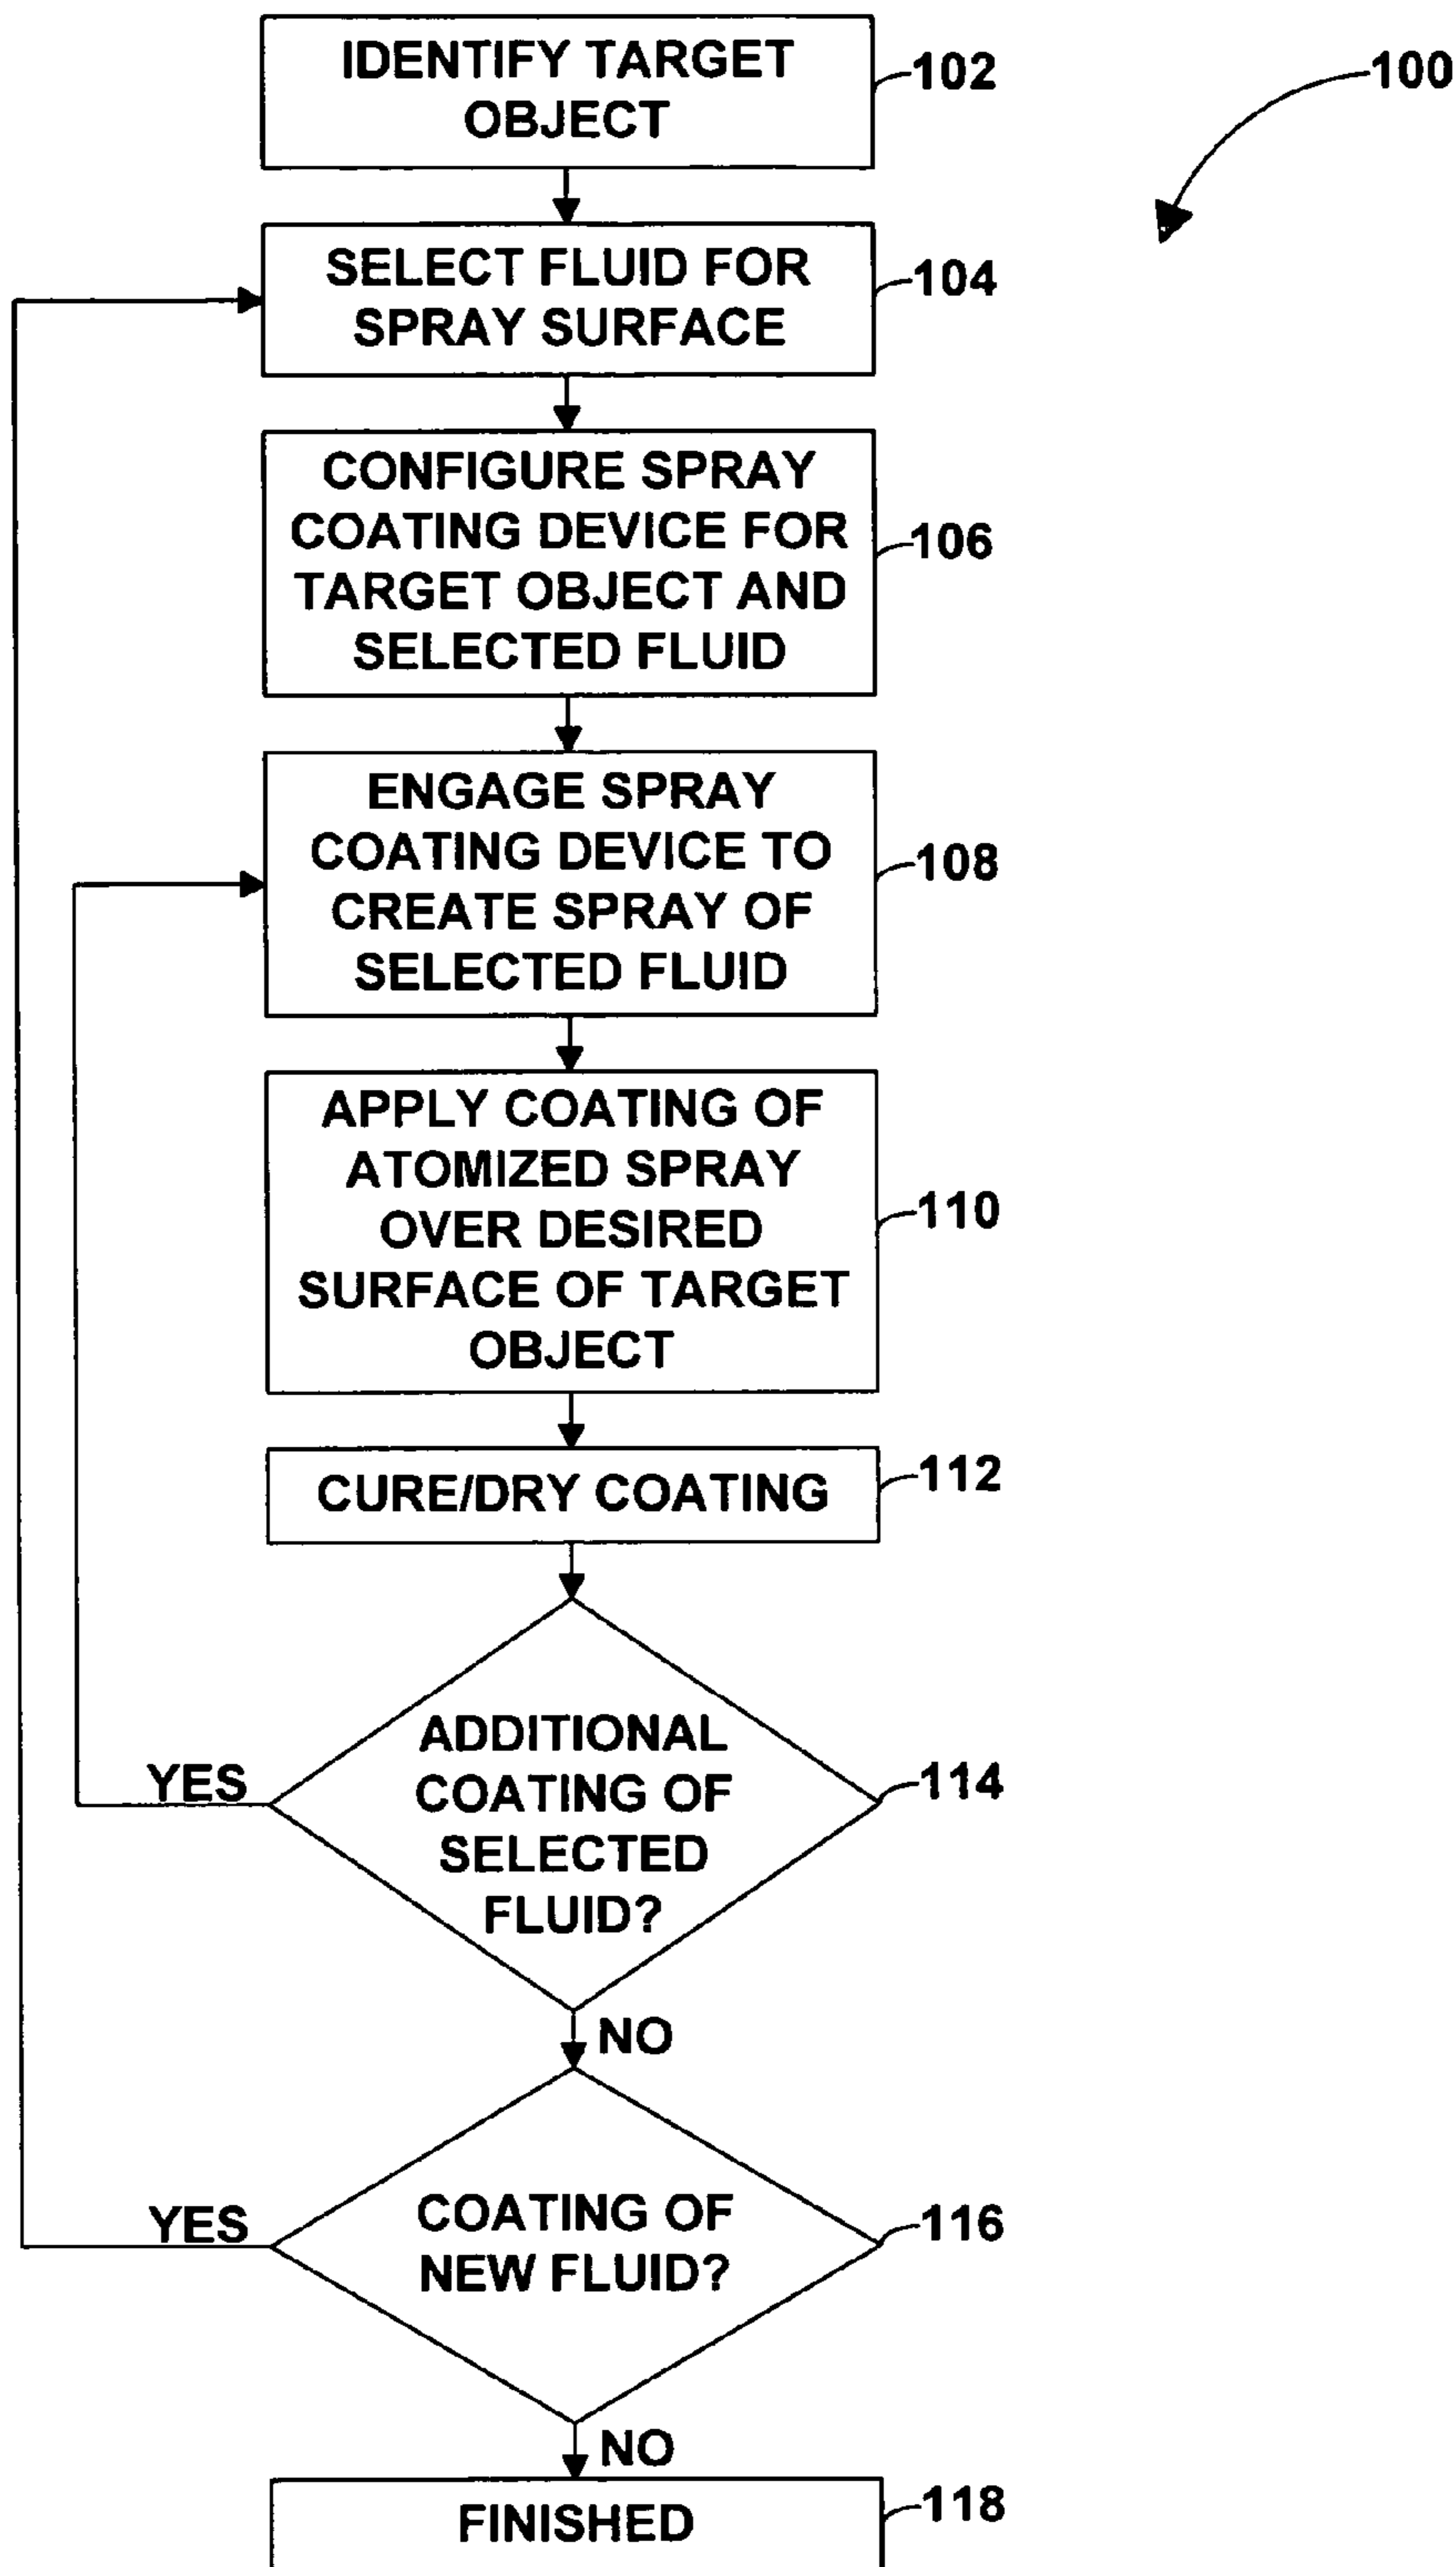 IDENTIFY TARGET
OBJECT
102
100
SELECT FLUID FOR
SPRAY SURFACE
104
CONFIGURE SPRAY
COATING DEVICE FOR
TARGET OBJECT AND
SELECTED FLUID
106
ENGAGE SPRAY
COATING DEVICE TO
CREATE SPRAY OF
SELECTED FLUID
108
APPLY COATING OF
ATOMIZED SPRAY
OVER DESIRED
SURFACE OF TARGET
OBJECT
110
CURE/DRY COATING
112
ADDITIONAL
COATING OF
SELECTED
FLUID?
114
YES
NO
COATING OF
NEW FLUID?
116
YES
NO
FINISHED
118